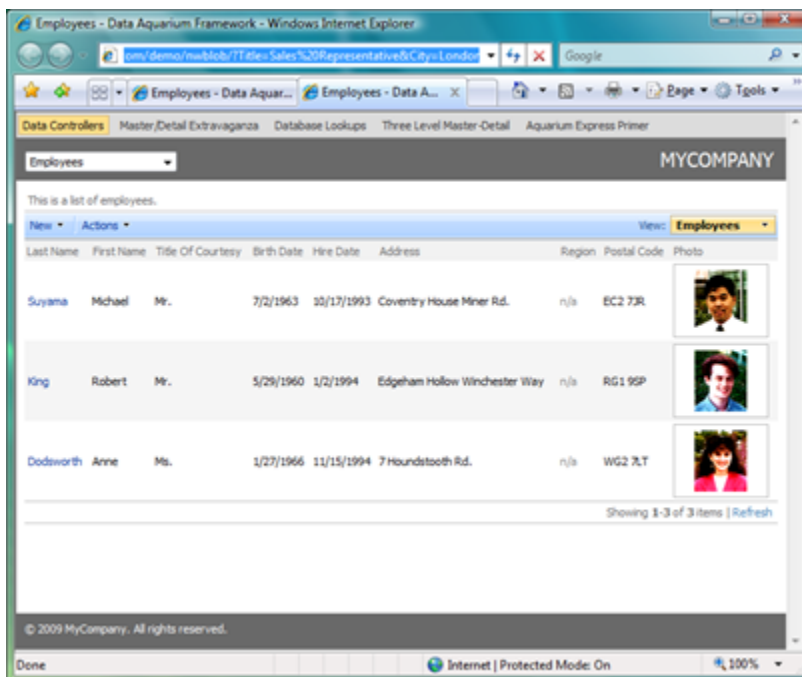 Employees - Data Aquarium Framework - Windows Internet Explorer
om/demo/nwblob/?Title=Sales%20Representative&City=London
Google
Employees - Data Aquar... Employees - Data A... Page Tools
Data Controllers Master/Detail Extravaganza Database Lookups Three Level Master-Detail Aquarium Express Primer
Employees MYCOMPANY
This is a list of employees.
New Actions View: Employees
Last Name First Name Title Of Courtesy Birth Date Hire Date Address Region Postal Code Photo
Suyama Michael Mr. 7/2/1963 10/17/1993 Coventry House Miner Rd. n/a EC2 7JR
King Robert Mr. 5/29/1960 1/2/1994 Edgeham Hollow Winchester Way n/a RG1 9SP
Dodsworth Anne Ms. 1/27/1966 11/15/1994 7 Houndstooth Rd. n/a WG2 7LT
Showing 1-3 of 3 items | Refresh
© 2009 MyCompany. All rights reserved.
Done Internet | Protected Mode: On 100%